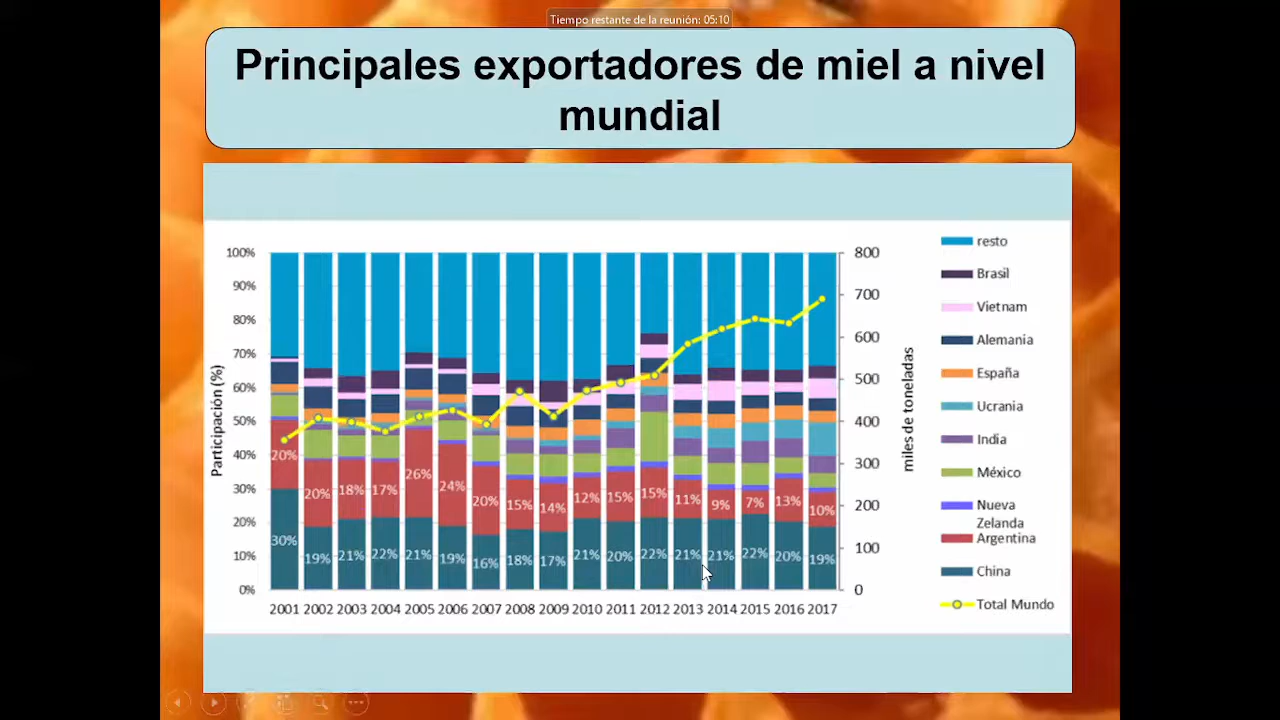 Tiempo restante de la reunión: 05:10
Principales exportadores de miel a nivel
mundial
Participación (%)
100%
90%
80%
70%
60%
50%
40%
30%
20%
10%
0%
20% 20% 18% 17% 26% 24% 20% 15% 14% 12% 15% 15% 11% 9% 7% 13% 10%
30% 19% 21% 22% 21% 19% 16% 18% 17% 21% 20% 22% 21% 21% 22% 20% 19%
2001 2002 2003 2004 2005 2006 2007 2008 2009 2010 2011 2012 2013 2014 2015 2016 2017
800
700
600
500
400
300
200
100
0
miles de toneladas
resto
Brasil
Vietnam
Alemania
España
Ucrania
India
México
Nueva
Zelanda
Argentina
China
Total Mundo